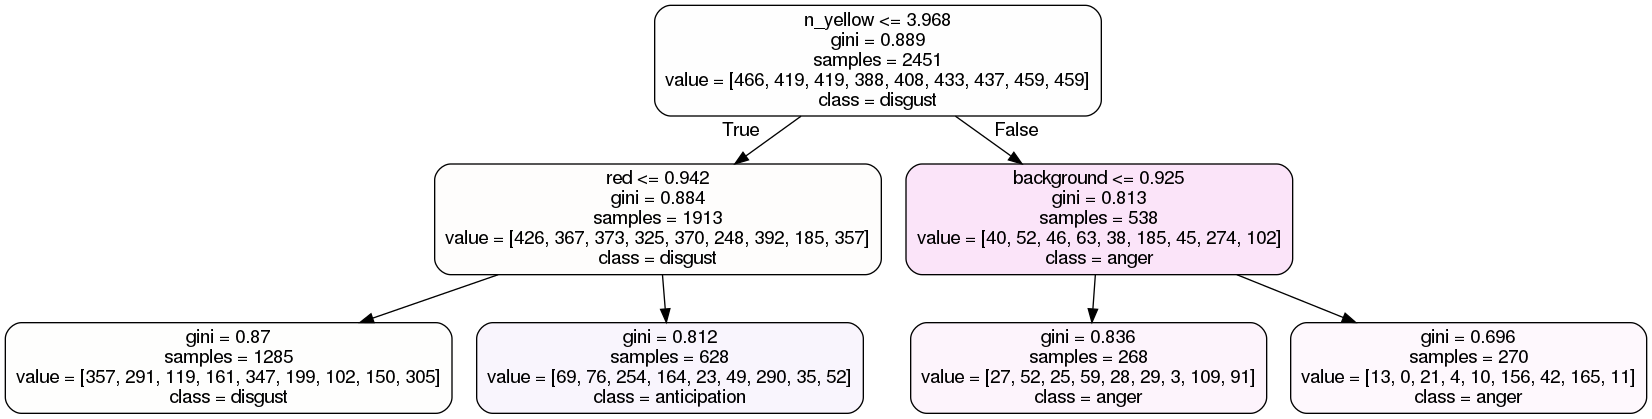 n_yellow <= 3.968
gini = 0.889
samples = 2451
value = [466, 419, 419, 388, 408, 433, 437, 459, 459]
class = disgust
True
False
red <= 0.942
gini = 0.884
samples = 1913
value = [426, 367, 373, 325, 370, 248, 392, 185, 357]
class = disgust
background <= 0.925
gini = 0.813
samples = 538
value = [40, 52, 46, 63, 38, 185, 45, 274, 102]
class = anger
gini = 0.87
samples = 1285
value = [357, 291, 119, 161, 347, 199, 102, 150, 305]
class = disgust
gini = 0.812
samples = 628
value = [69, 76, 254, 164, 23, 49, 290, 35, 52]
class = anticipation
gini = 0.836
samples = 268
value = [27, 52, 25, 59, 28, 29, 3, 109, 91]
class = anger
gini = 0.696
samples = 270
value = [13, 0, 21, 4, 10, 156, 42, 165, 11]
class = anger